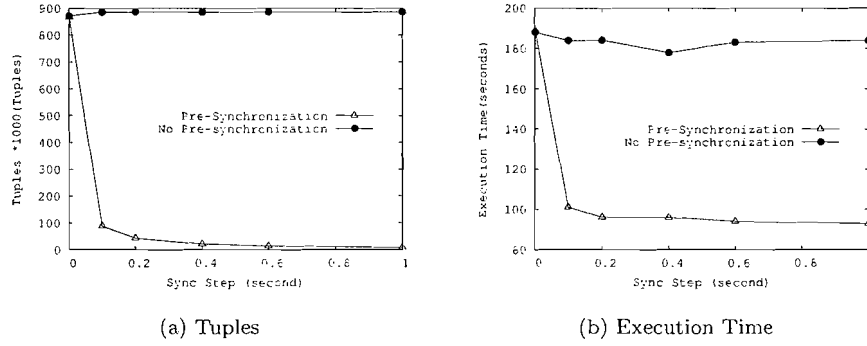 900
800
700
600
500
400
300
200
100
0
Tuples *1000(Tuples)
Pre-Synchronization
No Pre-synchronization
0 0.2 0.4 0.6 0.8 1
Sync Step (second)
(a) Tuples
200
180
160
140
120
100
80
Execution Time(seconds)
Pre-Synchronization
No Pre-synchronization
0 0.2 0.4 0.6 0.8
Sync Step (second)
(b) Execution Time